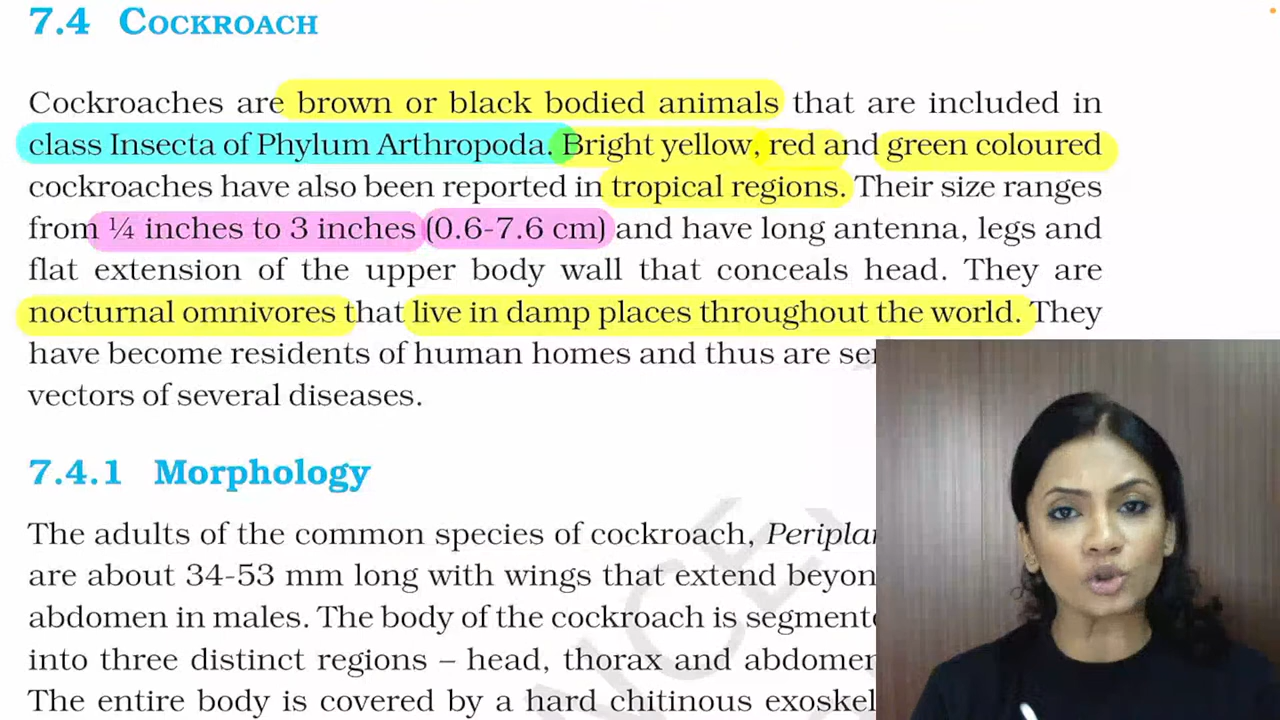 7.4 COCKROACH
Cockroaches are brown or black bodied animals that are included in
class Insecta of Phylum Arthropoda. Bright yellow, red and green coloured
cockroaches have also been reported in tropical regions. Their size ranges
from ¼ inches to 3 inches (0.6-7.6 cm) and have long antenna, legs and
flat extension of the upper body wall that conceals head. They are
nocturnal omnivores that live in damp places throughout the world. They
have become residents of human homes and thus are
vectors of several diseases.
7.4.1 Morphology
The adults of the common species of cockroach,
are about 34-53 mm long with wings that extend
abdomen in males. The body of the cockroach is
into three distinct regions – head, thorax and
The entire body is covered by a hard chitinous